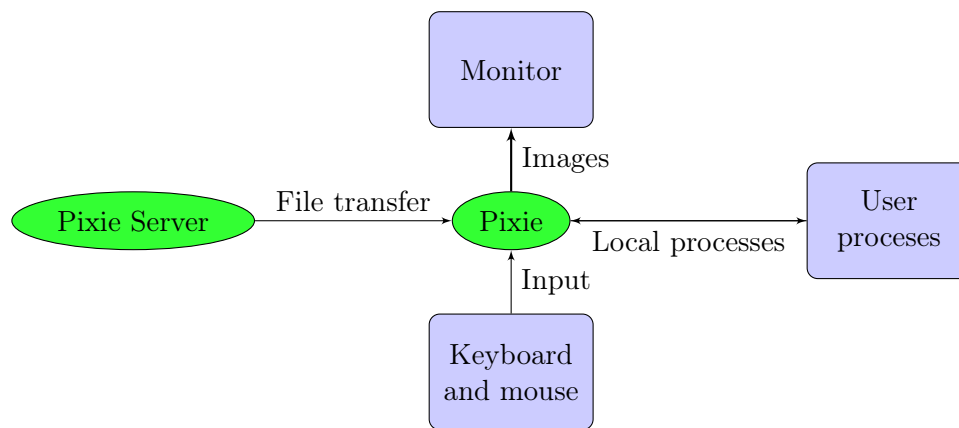 Monitor
Images
Pixie Server
File transfer
Pixie
Local processes
User
proceses
Input
Keyboard
and mouse